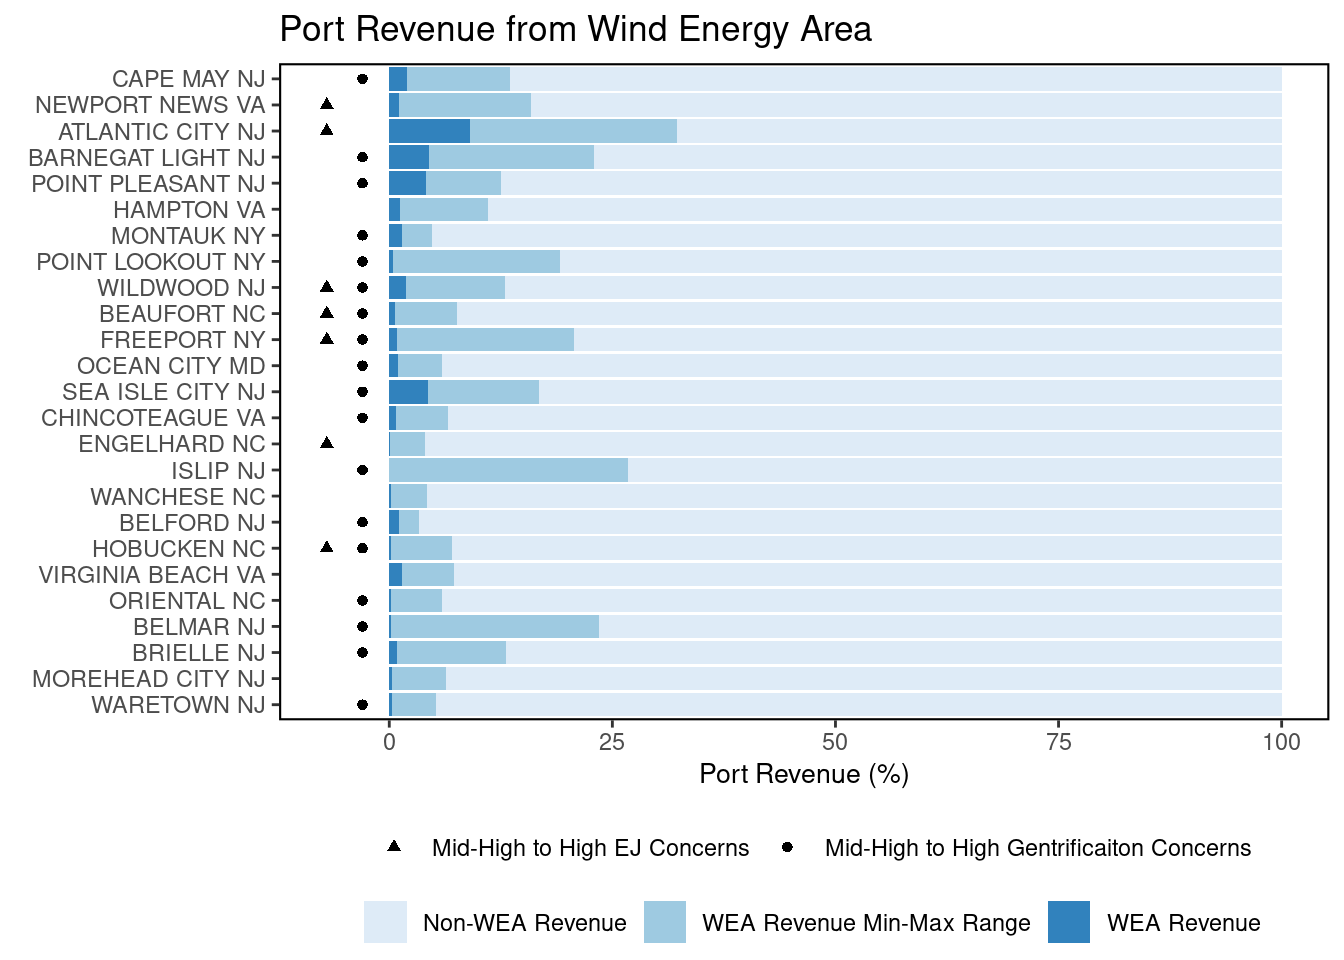 Port Revenue from Wind Energy Area
CAPE MAY NJ
NEWPORT NEWS VA
ATLANTIC CITY NJ
BARNEGAT LIGHT NJ
POINT PLEASANT NJ
HAMPTON VA
MONTAUK NY
POINT LOOKOUT NY
WILDWOOD NJ
BEAUFORT NC
FREEPORT NY
OCEAN CITY MD
SEA ISLE CITY NJ
CHINCOTEAGUE VA
ENGELHARD NC
ISLIP NJ
WANCHESE NC
BELFORD NJ
HOBUCKEN NC
VIRGINIA BEACH VA
ORIENTAL NC
BELMAR NJ
BRIELLE NJ
MOREHEAD CITY NJ
WARETOWN NJ
0 25 50 75 100
Port Revenue (%)
Mid-High to High EJ Concerns Mid-High to High Gentrificaiton Concerns
Non-WEA Revenue WEA Revenue Min-Max Range WEA Revenue